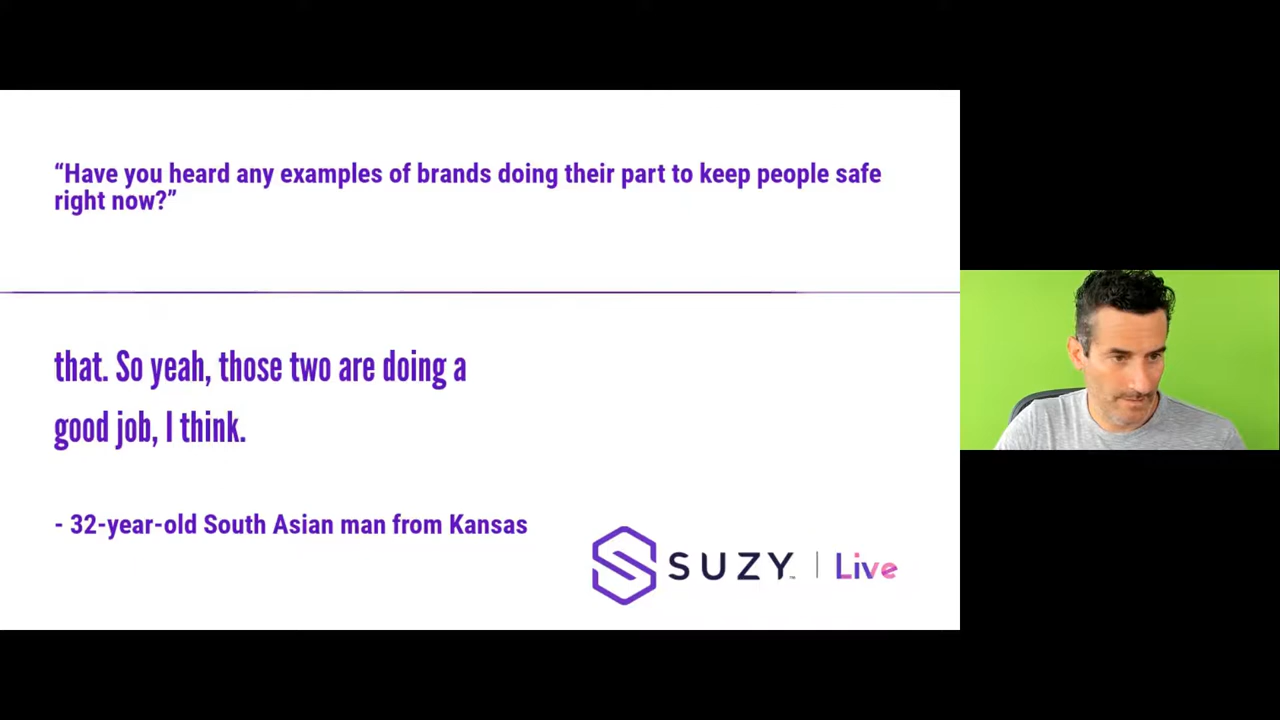 “Have you heard any examples of brands doing their part to keep people safe
right now?”
that. So yeah, those two are doing a
good job, I think.
- 32-year-old South Asian man from Kansas
SUZY™ | Live